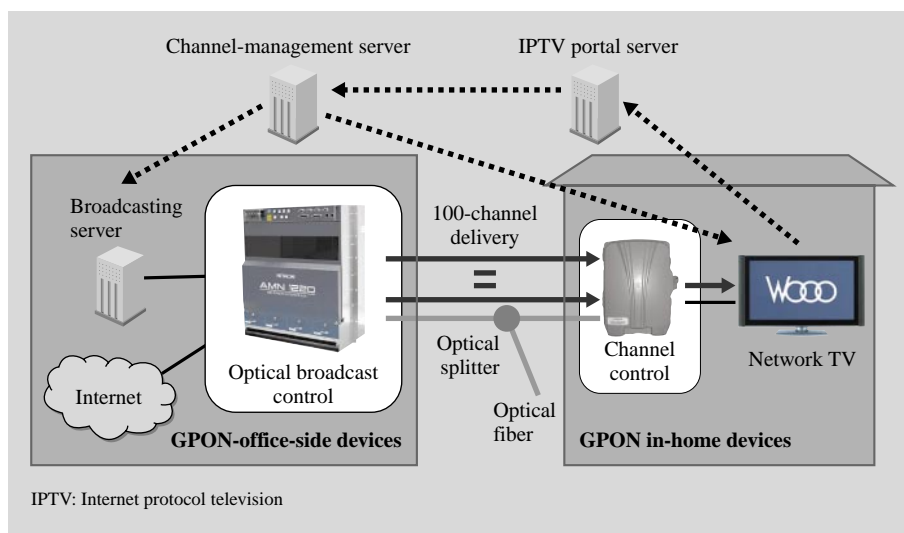 Channel-management server
IPTV portal server
Broadcasting
server
100-channel
delivery
AMN 1220
Wooo
Optical broadcast
control
Optical
splitter
Channel
control
Network TV
Internet
Optical
fiber
GPON-office-side devices
GPON in-home devices
IPTV: Internet protocol television